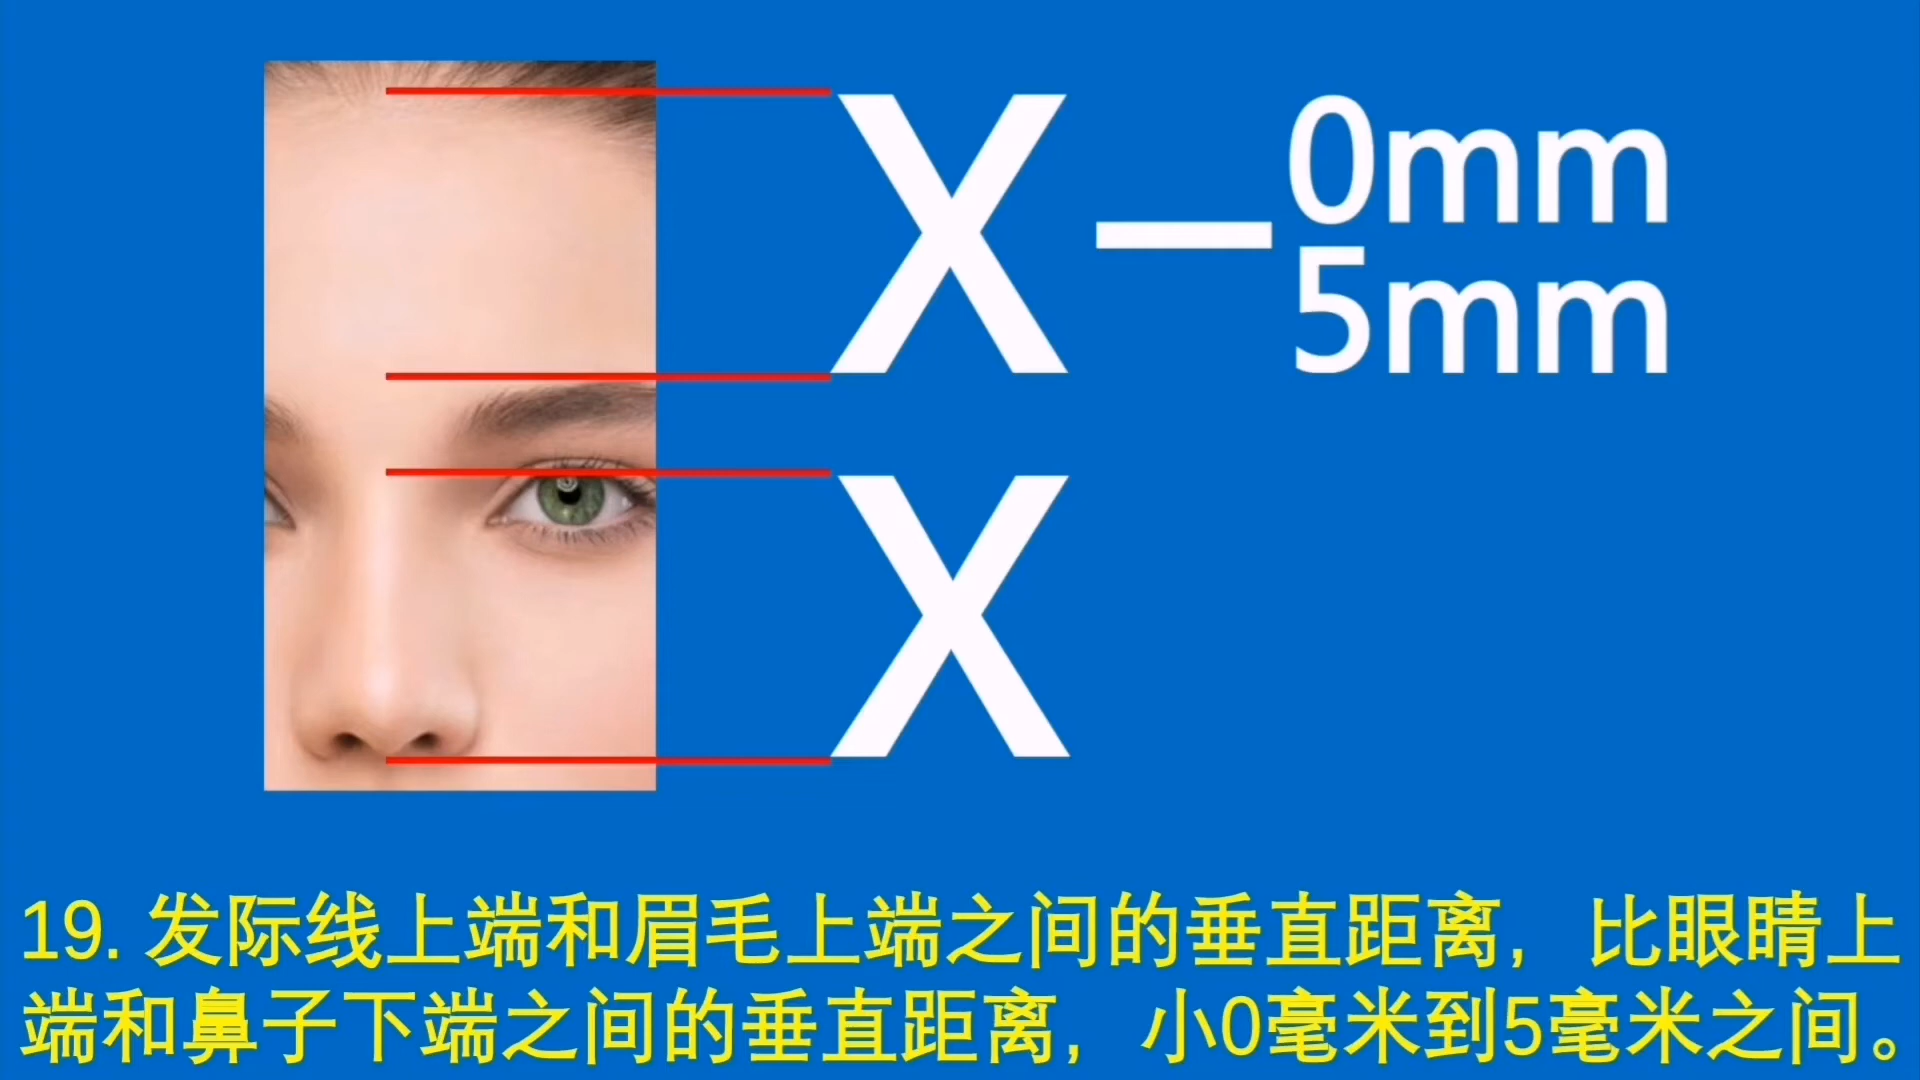 X – 0mm
5mm
X
19. 发际线上端和眉毛上端之间的垂直距离，比眼睛上
端和鼻子下端之间的垂直距离，小0毫米到5毫米之间。